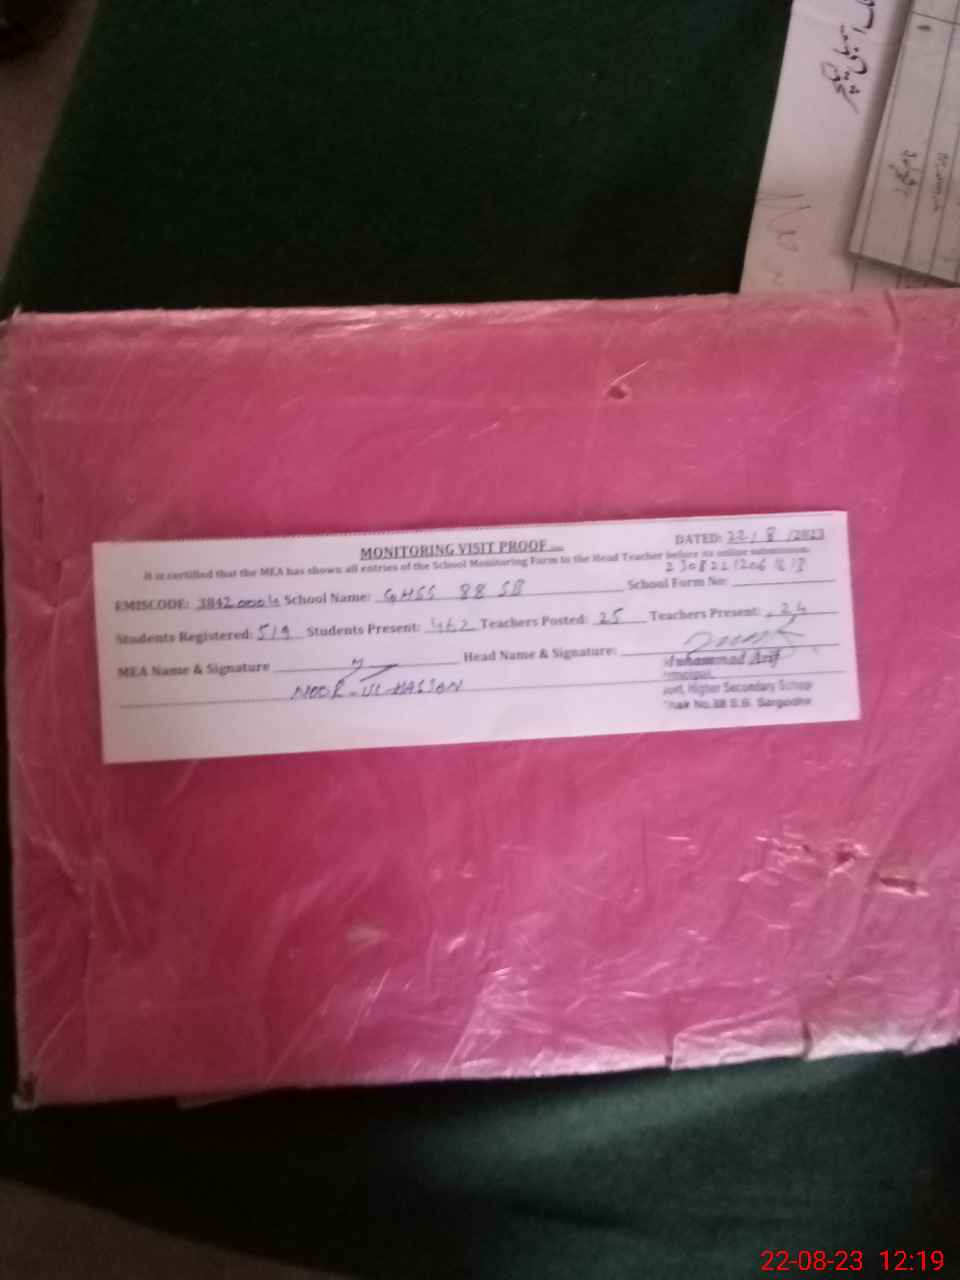 MONITORING VISIT PROOF
DATED: 22 / 8 /2023
It is certified that the MEA has shown all entries of the School Monitoring Form to the Head Teacher before its online submission.
EMISCODE: School Name: GHSS 88 SB School Form No:
Students Registered: 519 Students Present: 462 Teachers Posted: 25 Teachers Present: 24
MEA Name & Signature Head Name & Signature:
NOOR-UL-HASSAN
Muhammad Arif
Principal,
Govt. Higher Secondary School
Chak No.88 S.B. Sargodha
22-08-23 12:19